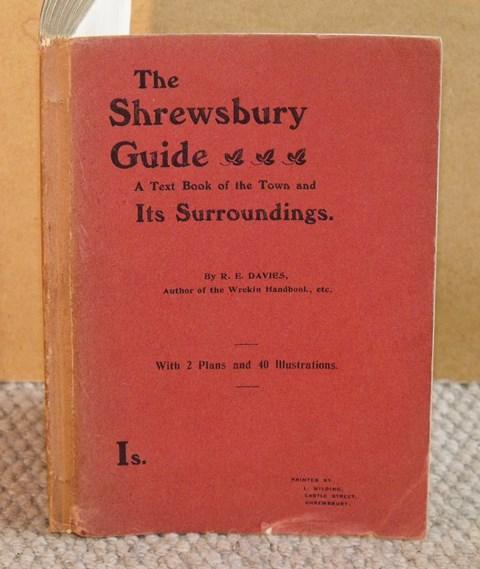 The
Shrewsbury
Guide
A Text Book of the Town and
Its Surroundings.
By R. E. DAVIES,
Author of the Wrekin Handbook, etc.
With 2 Plans and 40 Illustrations.
Is.
PRINTED BY
L. WILDING,
CASTLE STREET,
SHREWSBURY.